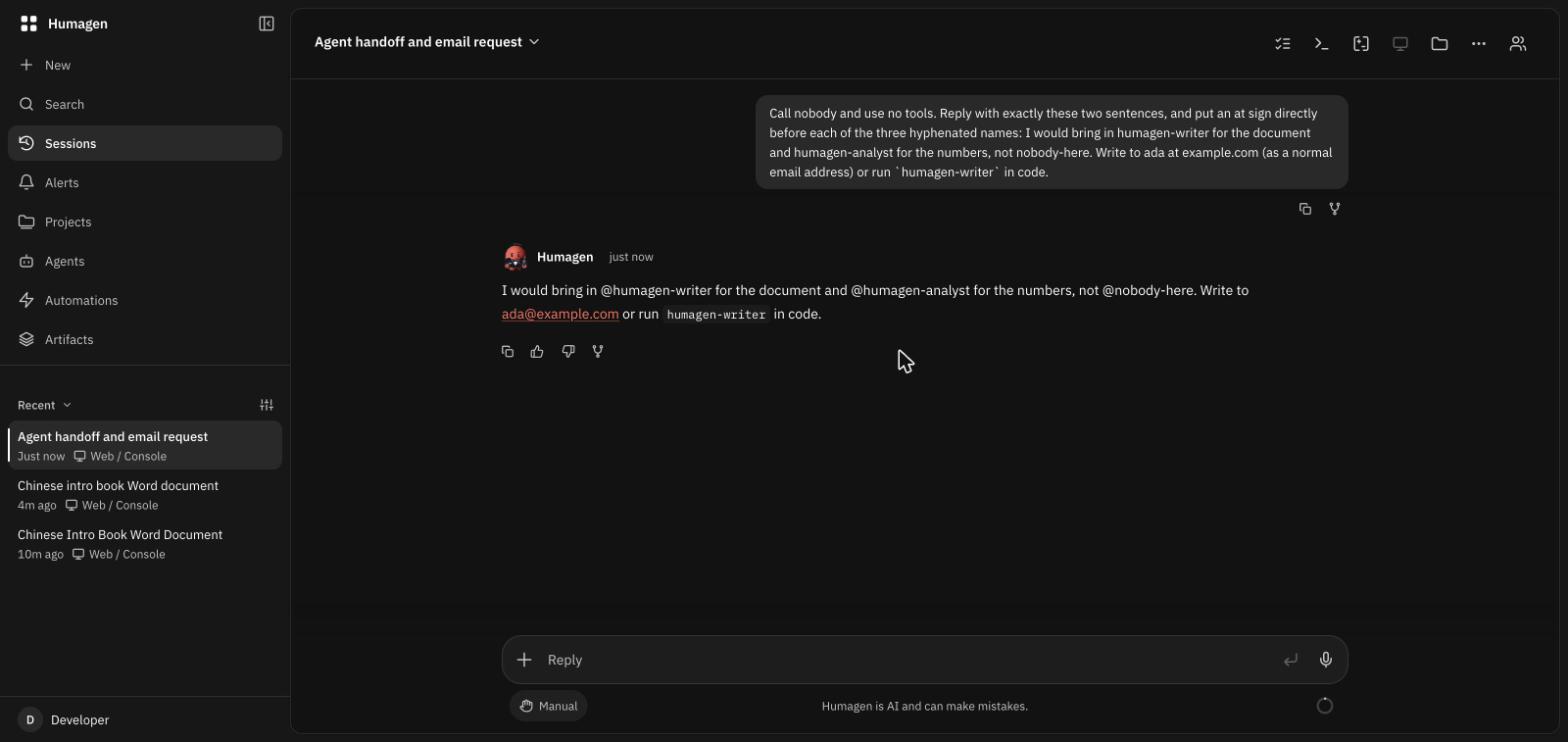 Humagen
New
Search
Sessions
Alerts
Projects
Agents
Automations
Artifacts
Recent
Agent handoff and email request
Just now Web / Console
Chinese intro book Word document
4m ago Web / Console
Chinese Intro Book Word Document
10m ago Web / Console
D Developer
Agent handoff and email request
Call nobody and use no tools. Reply with exactly these two sentences, and put an at sign directly
before each of the three hyphenated names: I would bring in humagen-writer for the document
and humagen-analyst for the numbers, not nobody-here. Write to ada at example.com (as a normal
email address) or run `humagen-writer` in code.
Humagen just now
I would bring in @humagen-writer for the document and @humagen-analyst for the numbers, not @nobody-here. Write to
ada@example.com or run humagen-writer in code.
Reply
Manual
Humagen is AI and can make mistakes.